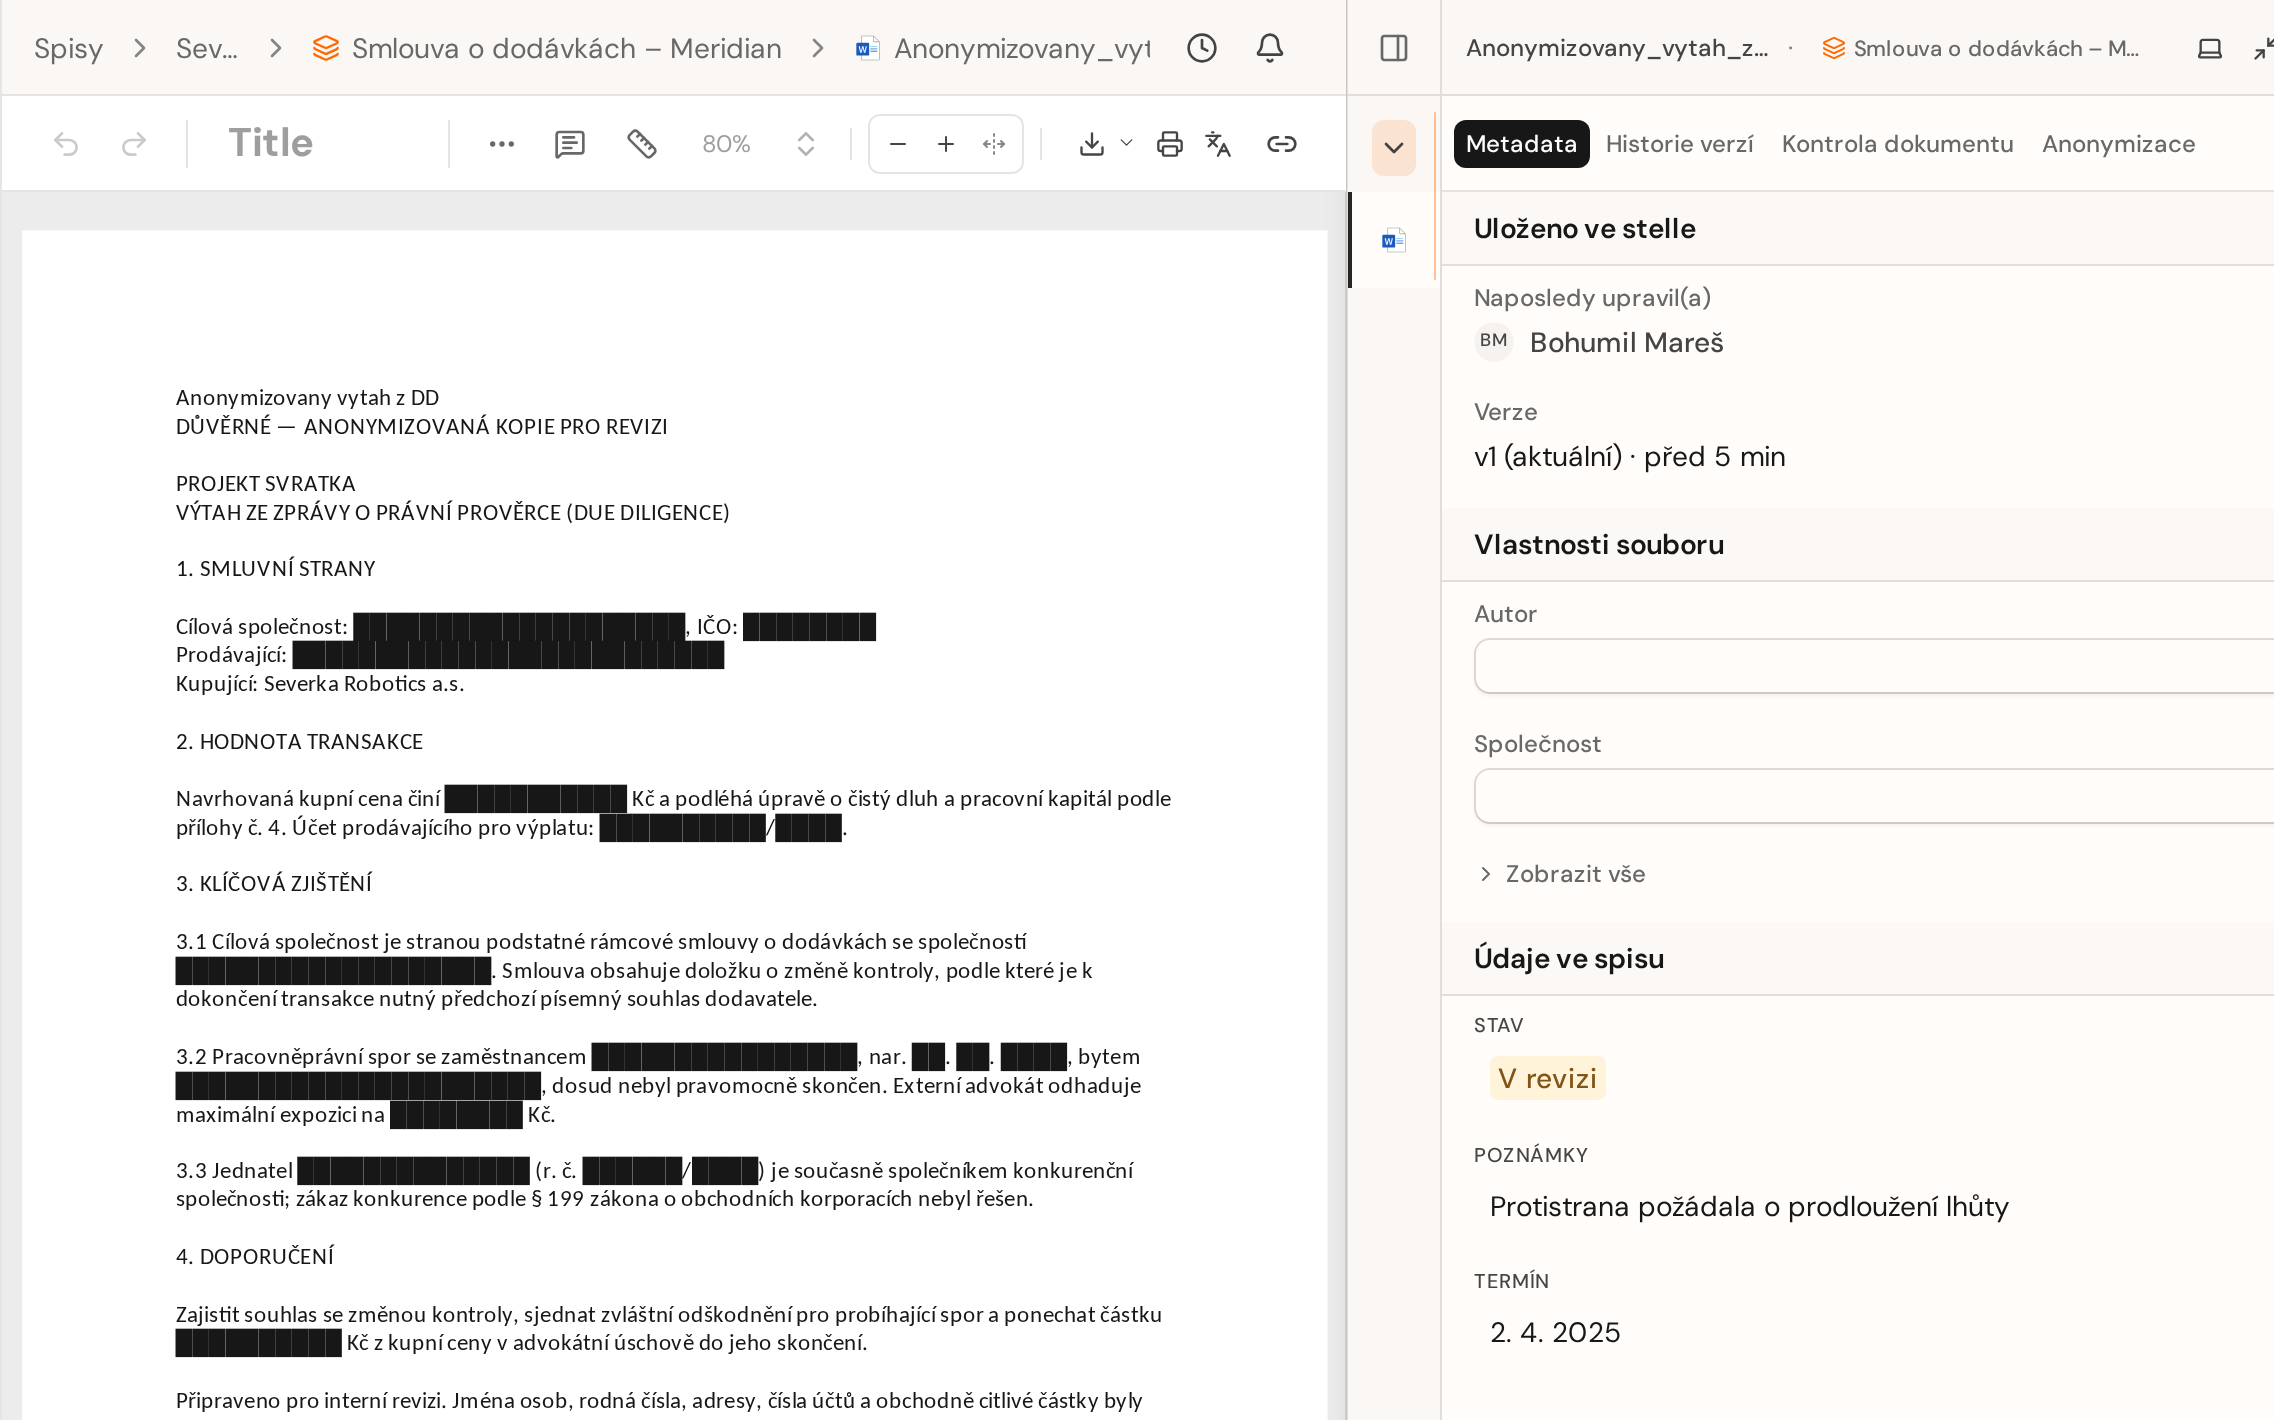 Spisy > Sev... > Smlouva o dodávkách – Meridian > Anonymizovany_vyt
Title
80%
Anonymizovany vytah z DD
DŮVĚRNÉ — ANONYMIZOVANÁ KOPIE PRO REVIZI
PROJEKT SVRATKA
VÝTAH ZE ZPRÁVY O PRÁVNÍ PROVĚRCE (DUE DILIGENCE)
1. SMLUVNÍ STRANY
Cílová společnost: ████████████████████, IČO: ████████
Prodávající: ██████████████████████████
Kupující: Severka Robotics a.s.
2. HODNOTA TRANSAKCE
Navrhovaná kupní cena činí ███████████ Kč a podléhá úpravě o čistý dluh a pracovní kapitál podle
přílohy č. 4. Účet prodávajícího pro výplatu: ██████████/████.
3. KLÍČOVÁ ZJIŠTĚNÍ
3.1 Cílová společnost je stranou podstatné rámcové smlouvy o dodávkách se společností
███████████████████. Smlouva obsahuje doložku o změně kontroly, podle které je k
dokončení transakce nutný předchozí písemný souhlas dodavatele.
3.2 Pracovněprávní spor se zaměstnancem ████████████████, nar. ██. ██. ████, bytem
██████████████████████, dosud nebyl pravomocně skončen. Externí advokát odhaduje
maximální expozici na ████████ Kč.
3.3 Jednatel ██████████████ (r. č. ██████/████) je současně společníkem konkurenční
společnosti; zákaz konkurence podle § 199 zákona o obchodních korporacích nebyl řešen.
4. DOPORUČENÍ
Zajistit souhlas se změnou kontroly, sjednat zvláštní odškodnění pro probíhající spor a ponechat částku
██████████ Kč z kupní ceny v advokátní úschově do jeho skončení.
Připraveno pro interní revizi. Jména osob, rodná čísla, adresy, čísla účtů a obchodně citlivé částky byly
Anonymizovany_vytah_z... · Smlouva o dodávkách – M...
Metadata Historie verzí Kontrola dokumentu Anonymizace
Uloženo ve stelle
Naposledy upravil(a)
BM Bohumil Mareš
Verze
v1 (aktuální) · před 5 min
Vlastnosti souboru
Autor
Společnost
> Zobrazit vše
Údaje ve spisu
STAV
V revizi
POZNÁMKY
Protistrana požádala o prodloužení lhůty
TERMÍN
2. 4. 2025